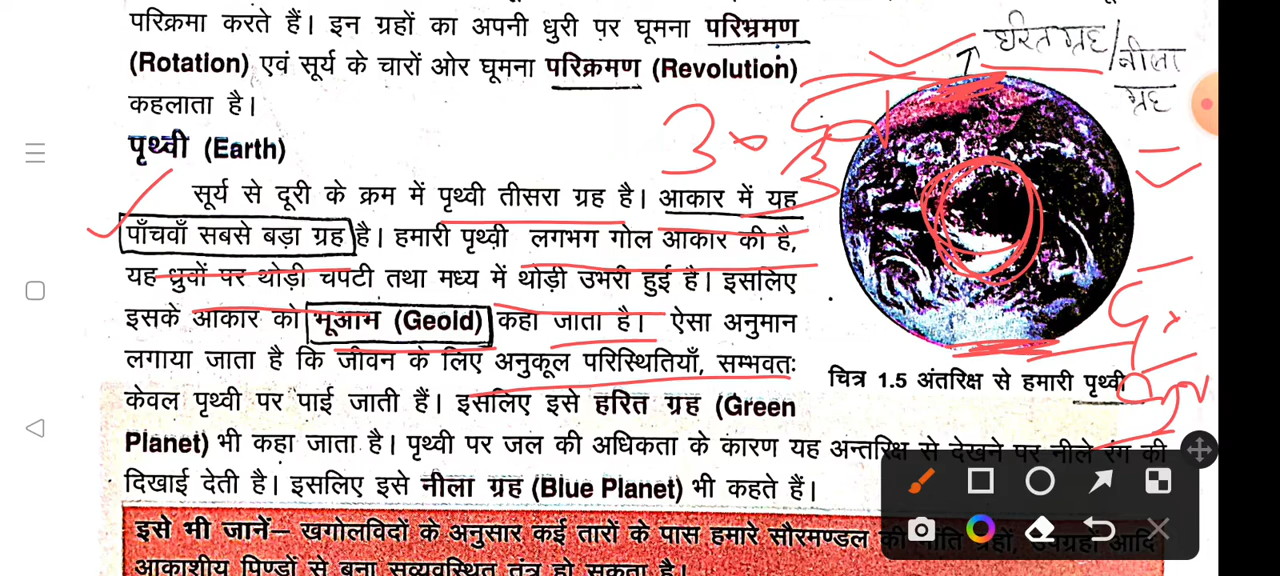 परिक्रमा करते हैं। इन ग्रहों का अपनी धुरी पर घूमना परिभ्रमण
(Rotation) एवं सूर्य के चारों ओर घूमना परिक्रमण (Revolution)
कहलाता है।
हरित ग्रह/नीला
ग्रह
पृथ्वी (Earth)
सूर्य से दूरी के क्रम में पृथ्वी तीसरा ग्रह है। आकार में यह
पाँचवाँ सबसे बड़ा ग्रह है। हमारी पृथ्वी लगभग गोल आकार की है,
यह ध्रुवों पर थोड़ी चपटी तथा मध्य में थोड़ी उभरी हुई है। इसलिए
इसके आकार को भूआभ (Geoid) कहा जाता है। ऐसा अनुमान
लगाया जाता है कि जीवन के लिए अनुकूल परिस्थितियाँ, सम्भवतः
केवल पृथ्वी पर पाई जाती हैं। इसलिए इसे हरित ग्रह (Green
Planet) भी कहा जाता है। पृथ्वी पर जल की अधिकता के कारण यह अन्तरिक्ष से देखने पर नीले रंग की
दिखाई देती है। इसलिए इसे नीला ग्रह (Blue Planet) भी कहते हैं।
चित्र 1.5 अंतरिक्ष से हमारी पृथ्वी
इसे भी जानें– खगोलविदों के अनुसार कई तारों के पास हमारे सौरमण्डल की भाँति ग्रहों, उपग्रहों आदि
आकाशीय पिण्डों से बना सुव्यवस्थित तंत्र हो सकता है।